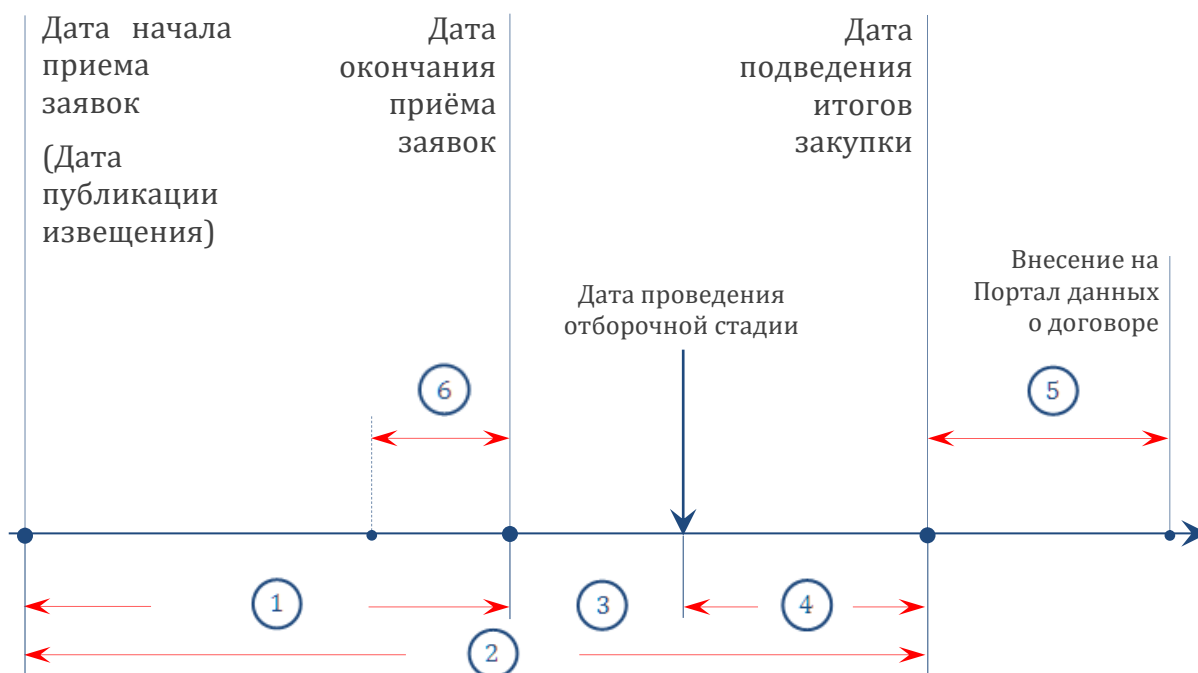 Дата начала
приема
заявок
(Дата
публикации
извещения)
Дата
окончания
приёма
заявок
Дата
подведения
итогов
закупки
Дата проведения
отборочной стадии
Внесение на
Портал данных
о договоре
6
5
1
3
4
2